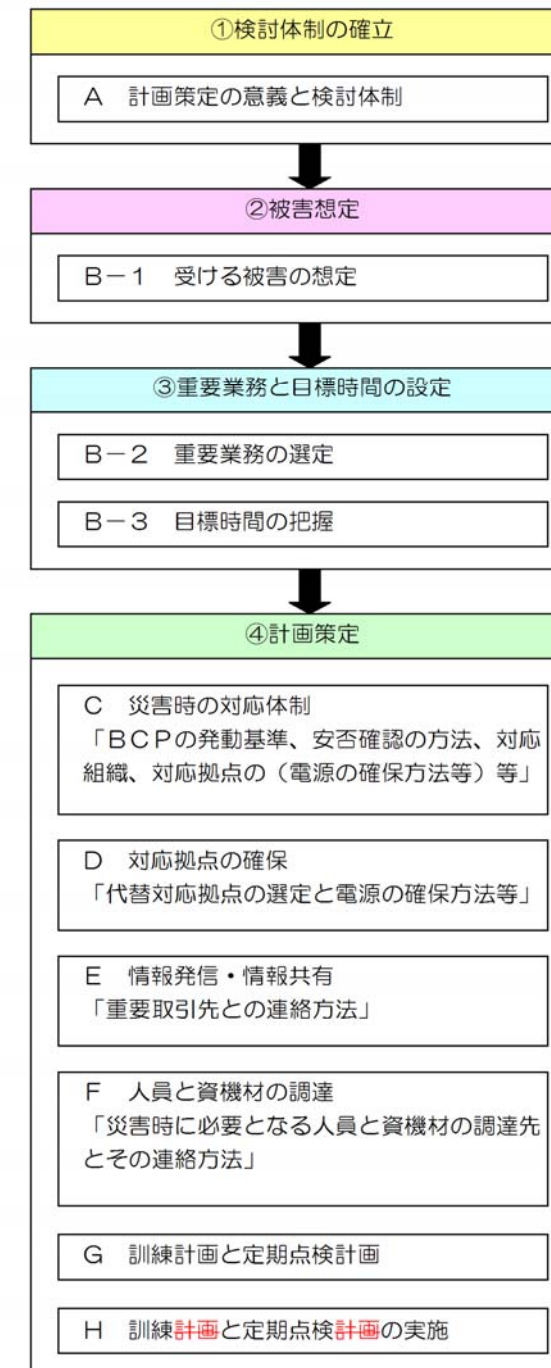 ①検討体制の確立
A 計画策定の意義と検討体制
②被害想定
B-1 受ける被害の想定
③重要業務と目標時間の設定
B-2 重要業務の選定
B-3 目標時間の把握
④計画策定
C 災害時の対応体制
「BCPの発動基準、安否確認の方法、対応
組織、対応拠点の(電源の確保方法等)等」
D 対応拠点の確保
「代替対応拠点の選定と電源の確保方法等」
E 情報発信・情報共有
「重要取引先との連絡方法」
F 人員と資機材の調達
「災害時に必要となる人員と資機材の調達先
とその連絡方法」
G 訓練計画と定期点検計画
H 訓練計画と定期点検計画の実施